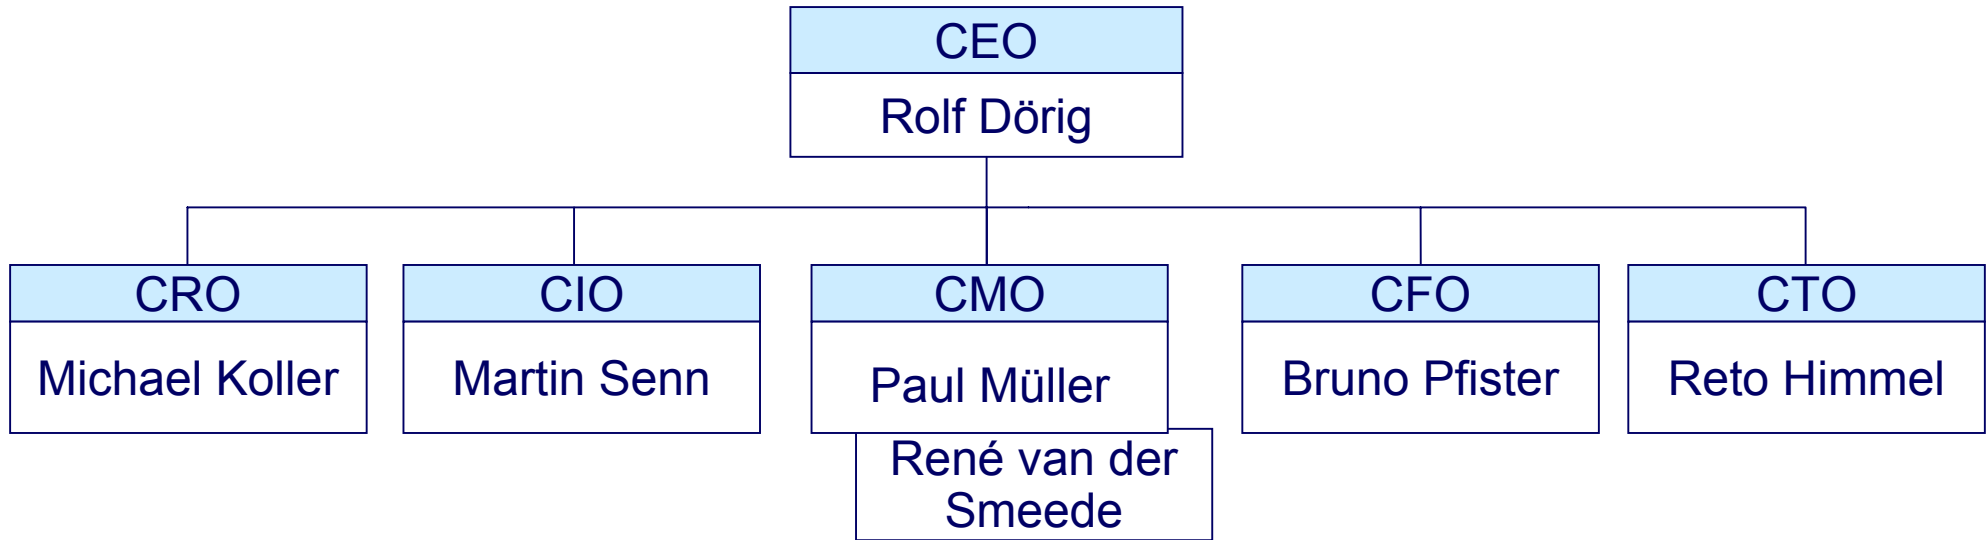 CEO
Rolf Dörig
CRO
Michael Koller
CIO
Martin Senn
CMO
Paul Müller
René van der
Smeede
CFO
Bruno Pfister
CTO
Reto Himmel